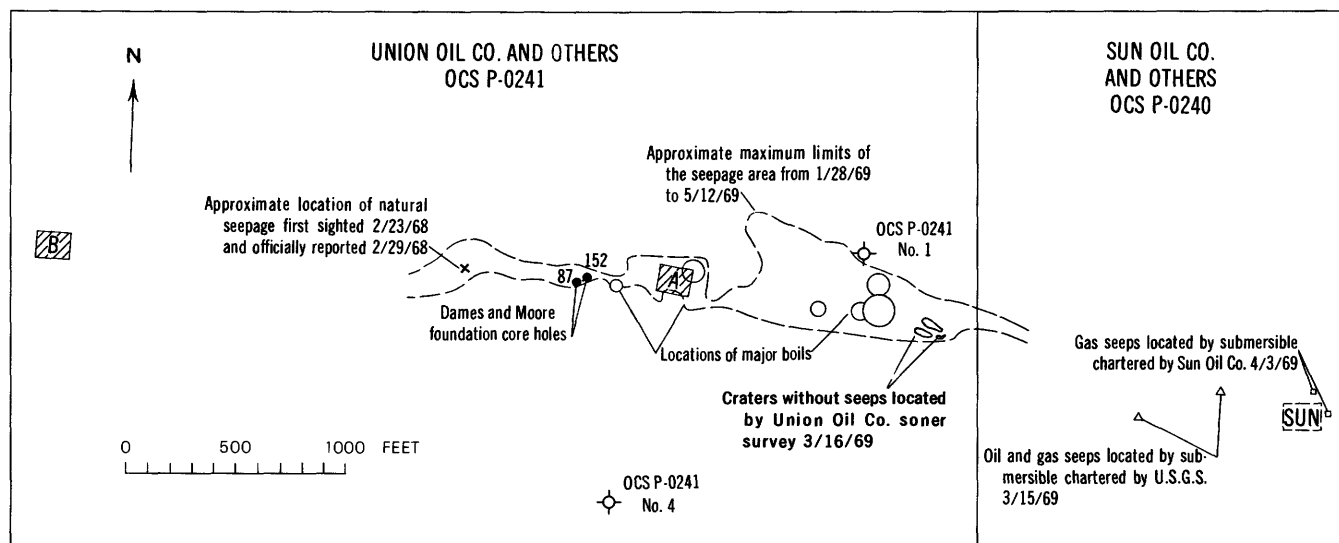 UNION OIL CO. AND OTHERS
OCS P-0241
SUN OIL CO.
AND OTHERS
OCS P-0240
N
Approximate maximum limits of
the seepage area from 1/28/69
to 5/12/69
Approximate location of natural
seepage first sighted 2/23/68
and officially reported 2/29/68
OCS P-0241
No. 1
B
152
87
A
Dames and Moore
foundation core holes
Locations of major boils
Craters without seeps located
by Union Oil Co. soner
survey 3/16/69
Gas seeps located by submersible
chartered by Sun Oil Co. 4/3/69
SUN
0 500 1000 FEET
Oil and gas seeps located by sub-
mersible chartered by U.S.G.S.
3/15/69
OCS P-0241
No. 4